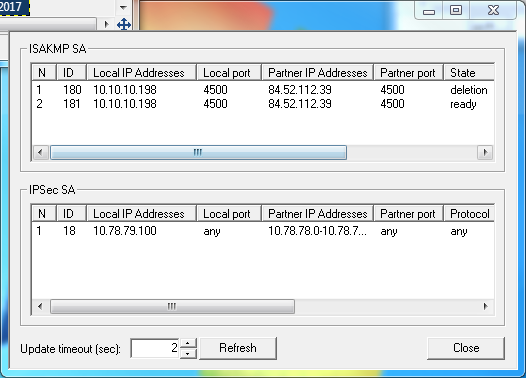 2017
ISAKMP SA
N ID Local IP Addresses Local port Partner IP Addresses Partner port State
1 180 10.10.10.198 4500 84.52.112.39 4500 deletion
2 181 10.10.10.198 4500 84.52.112.39 4500 ready
IPSec SA
N ID Local IP Addresses Local port Partner IP Addresses Partner port Protocol
1 18 10.78.79.100 any 10.78.78.0-10.78.7... any any
Update timeout (sec): 2 Refresh Close